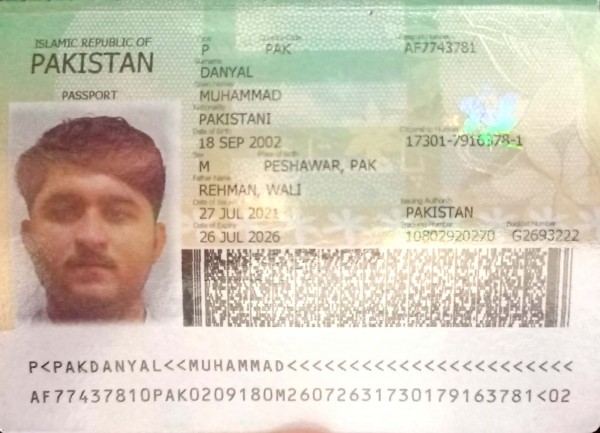 ISLAMIC REPUBLIC OF
PAKISTAN
PASSPORT
Type Country Code Passport Number
P PAK AF7743781
Surname
DANYAL
Given Names
MUHAMMAD
Nationality
PAKISTANI
Date of Birth Citizenship Number
18 SEP 2002 17301-7916378-1
Sex Place of Birth
M PESHAWAR, PAK
Father Name
REHMAN, WALI
Date of Issue Issuing Authority
27 JUL 2021 PAKISTAN
Date of Expiry Tracking Number Booklet Number
26 JUL 2026 10802920270 G2693222
P<PAKDANYAL<<MUHAMMAD<<<<<<<<<<<<<<<<<<<<<<<
AF77437810PAK0209180M26072631730179163781<02